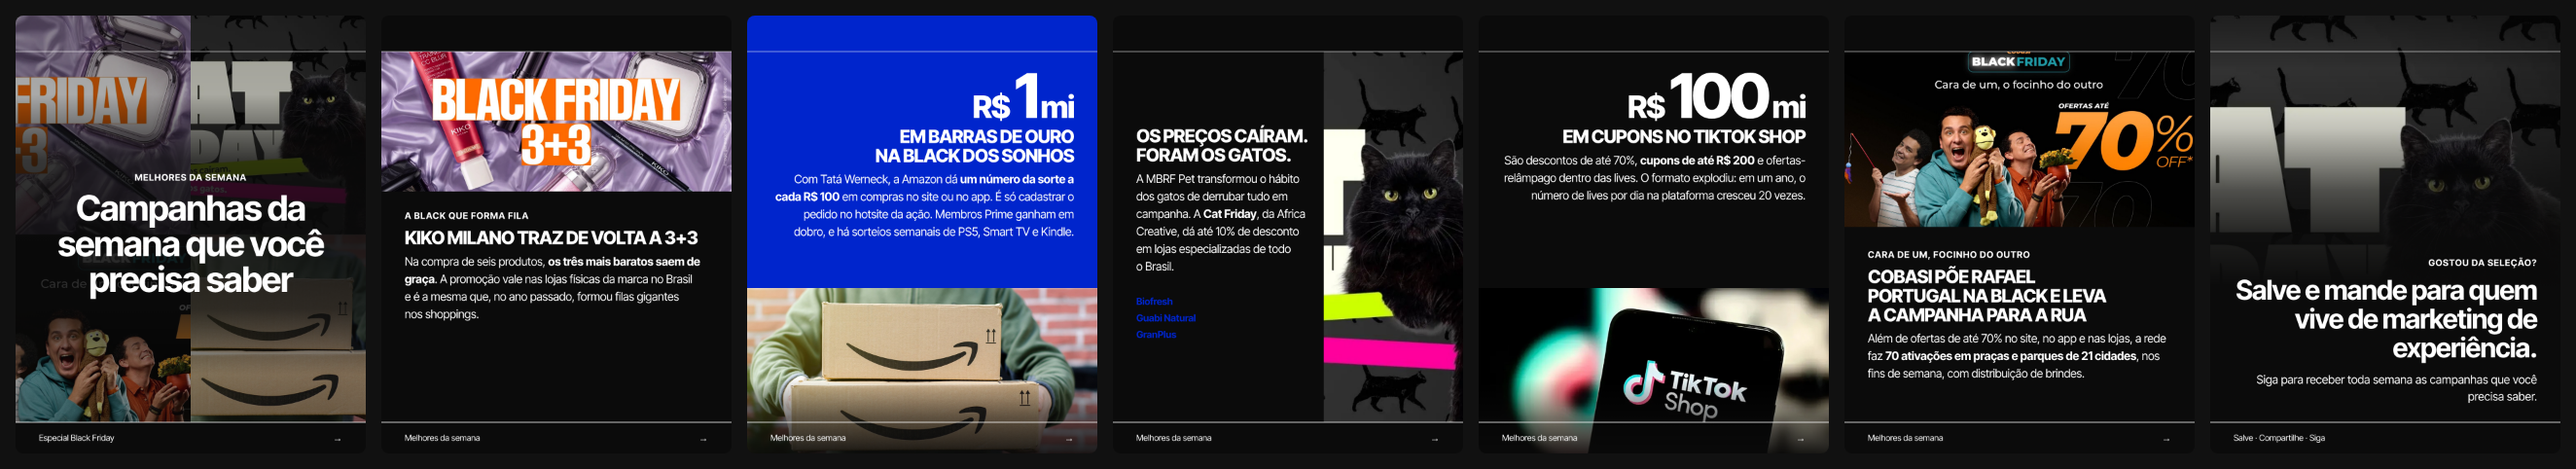 FRIDAY
3+3
AT
DAY
MELHORES DA SEMANA
Campanhas da
semana que você
precisa saber
Cara de
Especial Black Friday
→
BLACK FRIDAY
3+3
KIKO
A BLACK QUE FORMA FILA
KIKO MILANO TRAZ DE VOLTA A 3+3
Na compra de seis produtos, os três mais baratos saem de
graça. A promoção vale nas lojas físicas da marca no Brasil
e é a mesma que, no ano passado, formou filas gigantes
nos shoppings.
Melhores da semana
→
R$ 1 mi
EM BARRAS DE OURO
NA BLACK DOS SONHOS
Com Tatá Werneck, a Amazon dá um número da sorte a
cada R$ 100 em compras no site ou no app. É só cadastrar o
pedido no hotsite da ação. Membros Prime ganham em
dobro, e há sorteios semanais de PS5, Smart TV e Kindle.
Melhores da semana
→
OS PREÇOS CAÍRAM.
FORAM OS GATOS.
A MBRF Pet transformou o hábito
dos gatos de derrubar tudo em
campanha. A Cat Friday, da Africa
Creative, dá até 10% de desconto
em lojas especializadas de todo
o Brasil.
Biofresh
Guabi Natural
GranPlus
Melhores da semana
→
R$ 100 mi
EM CUPONS NO TIKTOK SHOP
São descontos de até 70%, cupons de até R$ 200 e ofertas-
relâmpago dentro das lives. O formato explodiu: em um ano, o
número de lives por dia na plataforma cresceu 20 vezes.
TikTok
Shop
Melhores da semana
→
BLACK FRIDAY
Cara de um, o focinho do outro
OFERTAS ATÉ
70%
OFF*
CARA DE UM, FOCINHO DO OUTRO
COBASI PÕE RAFAEL
PORTUGAL NA BLACK E LEVA
A CAMPANHA PARA A RUA
Além de ofertas de até 70% no site, no app e nas lojas, a rede
faz 70 ativações em praças e parques de 21 cidades, nos
fins de semana, com distribuição de brindes.
Melhores da semana
→
AT
GOSTOU DA SELEÇÃO?
Salve e mande para quem
vive de marketing de
experiência.
Siga para receber toda semana as campanhas que você
precisa saber.
Salve · Compartilhe · Siga